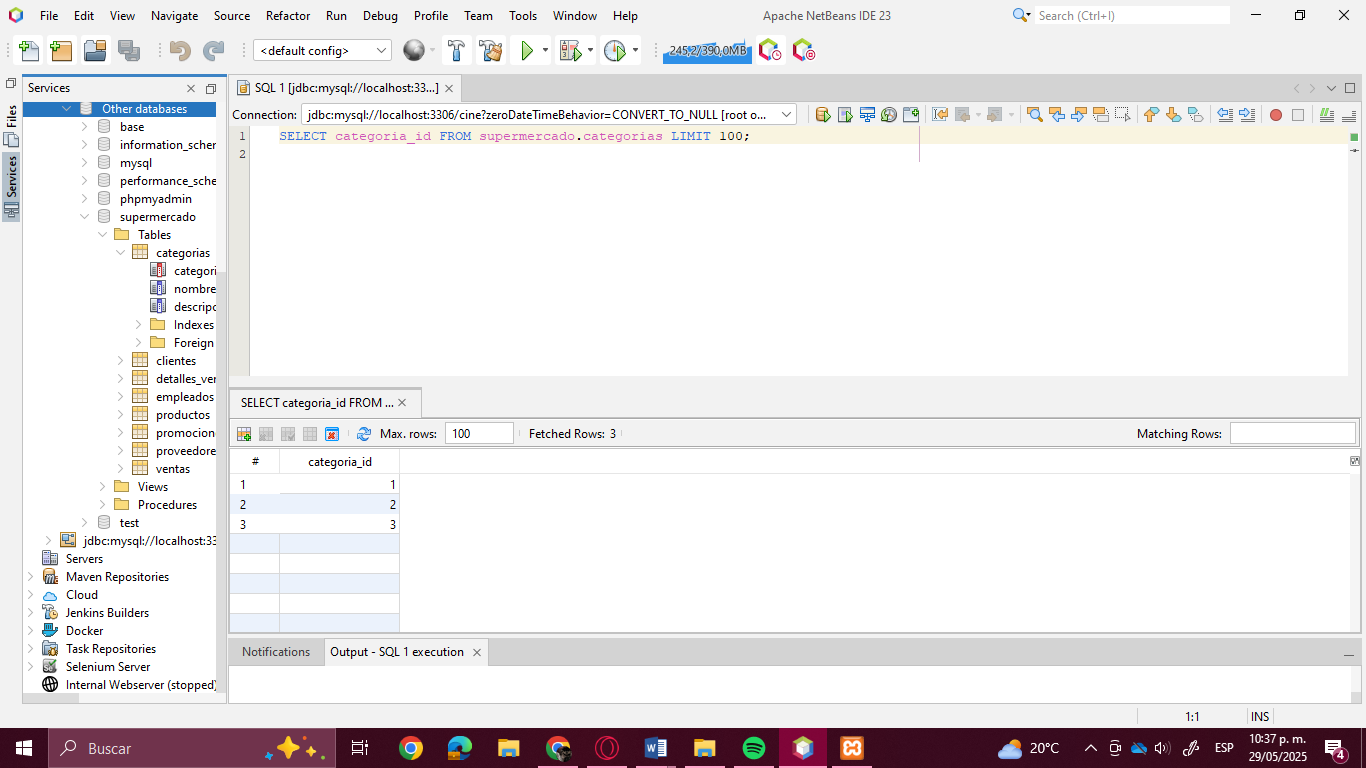 File Edit View Navigate Source Refactor Run Debug Profile Team Tools Window Help
Apache NetBeans IDE 23
Search (Ctrl+I)
<default config>
245,2/390,0MB
Files
Services
Services
Other databases
base
information_scher
mysql
performance_sche
phpmyadmin
supermercado
Tables
categorias
categori
nombre
descripc
Indexes
Foreign
clientes
detalles_ver
empleados
productos
promocion
proveedore
ventas
Views
Procedures
test
jdbc:mysql://localhost:33
Servers
Maven Repositories
Cloud
Jenkins Builders
Docker
Task Repositories
Selenium Server
Internal Webserver (stopped)
SQL 1 [jdbc:mysql://localhost:33...]
Connection: jdbc:mysql://localhost:3306/cine?zeroDateTimeBehavior=CONVERT_TO_NULL [root o...
1 SELECT categoria_id FROM supermercado.categorias LIMIT 100;
2
SELECT categoria_id FROM ...
Max. rows: 100 Fetched Rows: 3 Matching Rows:
# categoria_id
1 1
2 2
3 3
Notifications Output - SQL 1 execution
1:1 INS
Buscar
20°C
ESP
10:37 p. m.
29/05/2025
4